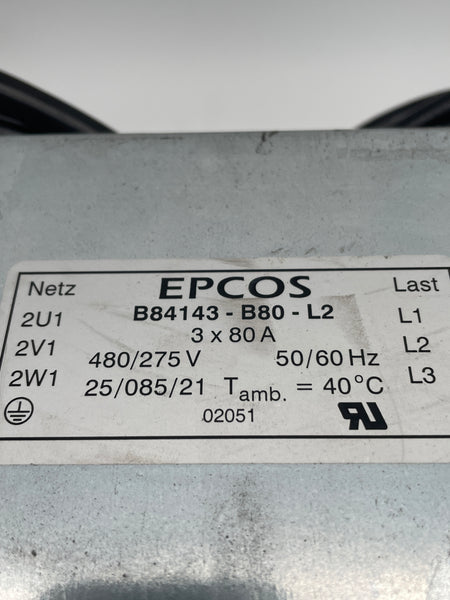 Netz EPCOS Last
2U1 B84143 - B80 - L2 L1
3 x 80 A
2V1 480/275 V 50/60 Hz L2
2W1 25/085/21 Tamb. = 40°C L3
02051